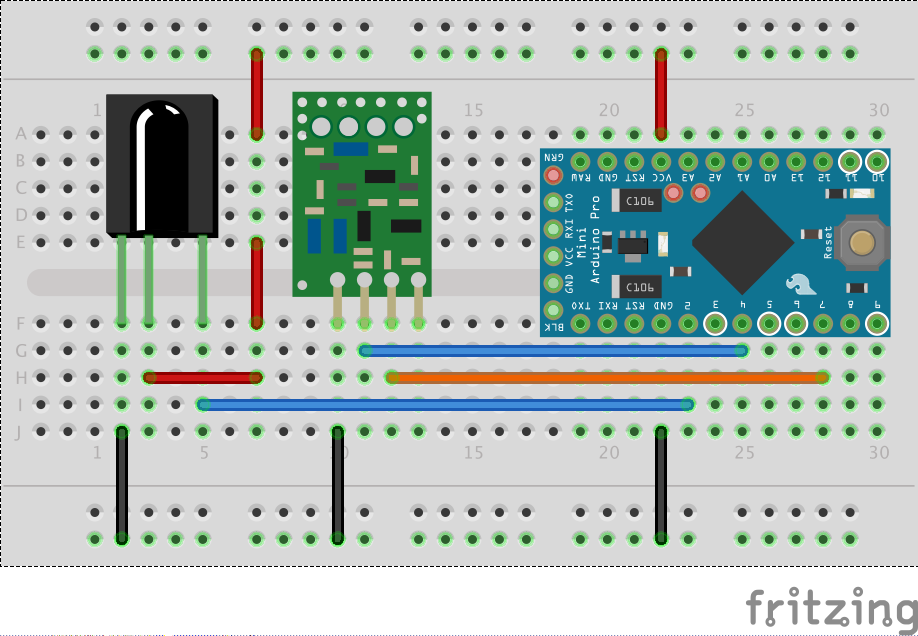 1 15 20 25 30
A
B
C
D
E
F
G
H
I
J
GRN
TXO
RXI
VCC
GND
BLK
RAW GND RST VCC A3 A2 A1 A0 13 12 11 10
C106
Arduino Pro
Mini
Reset
C106
TXO RXI RST GND 2 3 4 5 6 7 8 9
1 5 10 15 20 25 30
fritzing